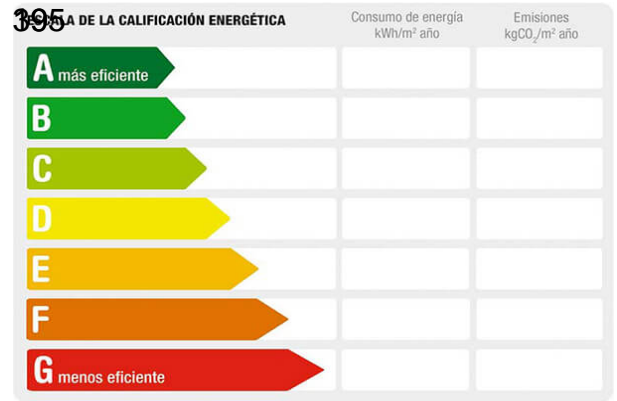 395
ESCALA DE LA CALIFICACIÓN ENERGÉTICA
Consumo de energía
kWh/m² año
Emisiones
kgCO₂/m² año
A más eficiente
B
C
D
E
F
G menos eficiente